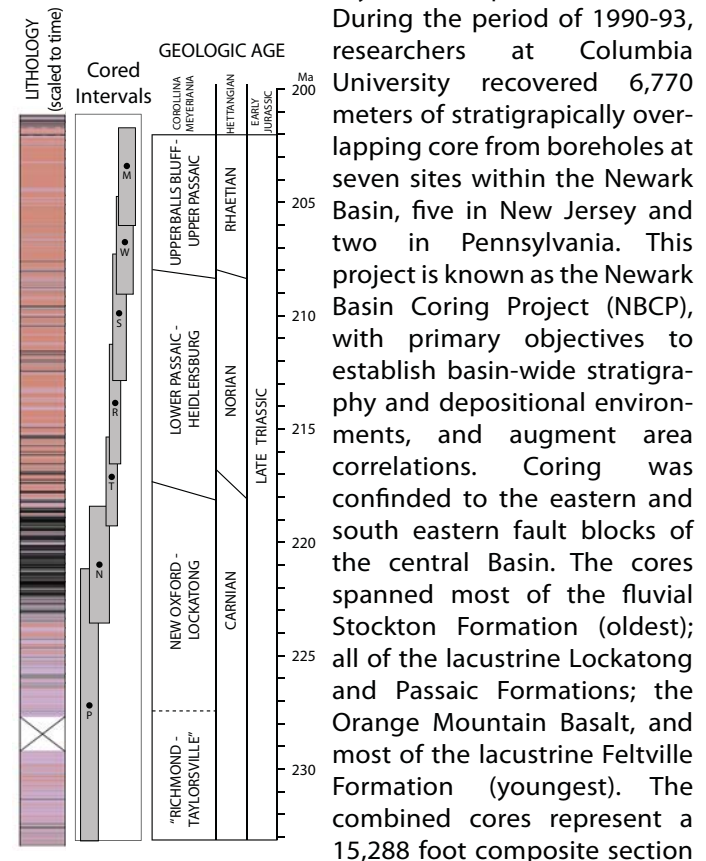 LITHOLOGY
(scaled to time)
Cored
Intervals
GEOLOGIC AGE
COROLLINA
MEYERIANIA
HETTANGIAN
EARLY
JURASSIC
Ma
200
205
210
215
220
225
230
M
W
S
R
T
N
P
UPPER BALLS BLUFF -
UPPER PASSAIC
LOWER PASSAIC -
HEIDLERSBURG
NEW OXFORD -
LOCKATONG
"RICHMOND -
TAYLORSVILLE"
RHAETIAN
NORIAN
CARNIAN
LATE TRIASSIC
During the period of 1990-93,
researchers at Columbia
University recovered 6,770
meters of stratigrapically over-
lapping core from boreholes at
seven sites within the Newark
Basin, five in New Jersey and
two in Pennsylvania. This
project is known as the Newark
Basin Coring Project (NBCP),
with primary objectives to
establish basin-wide stratigra-
phy and depositional environ-
ments, and augment area
correlations. Coring was
confinded to the eastern and
south eastern fault blocks of
the central Basin. The cores
spanned most of the fluvial
Stockton Formation (oldest);
all of the lacustrine Lockatong
and Passaic Formations; the
Orange Mountain Basalt, and
most of the lacustrine Feltville
Formation (youngest). The
combined cores represent a
15,288 foot composite section